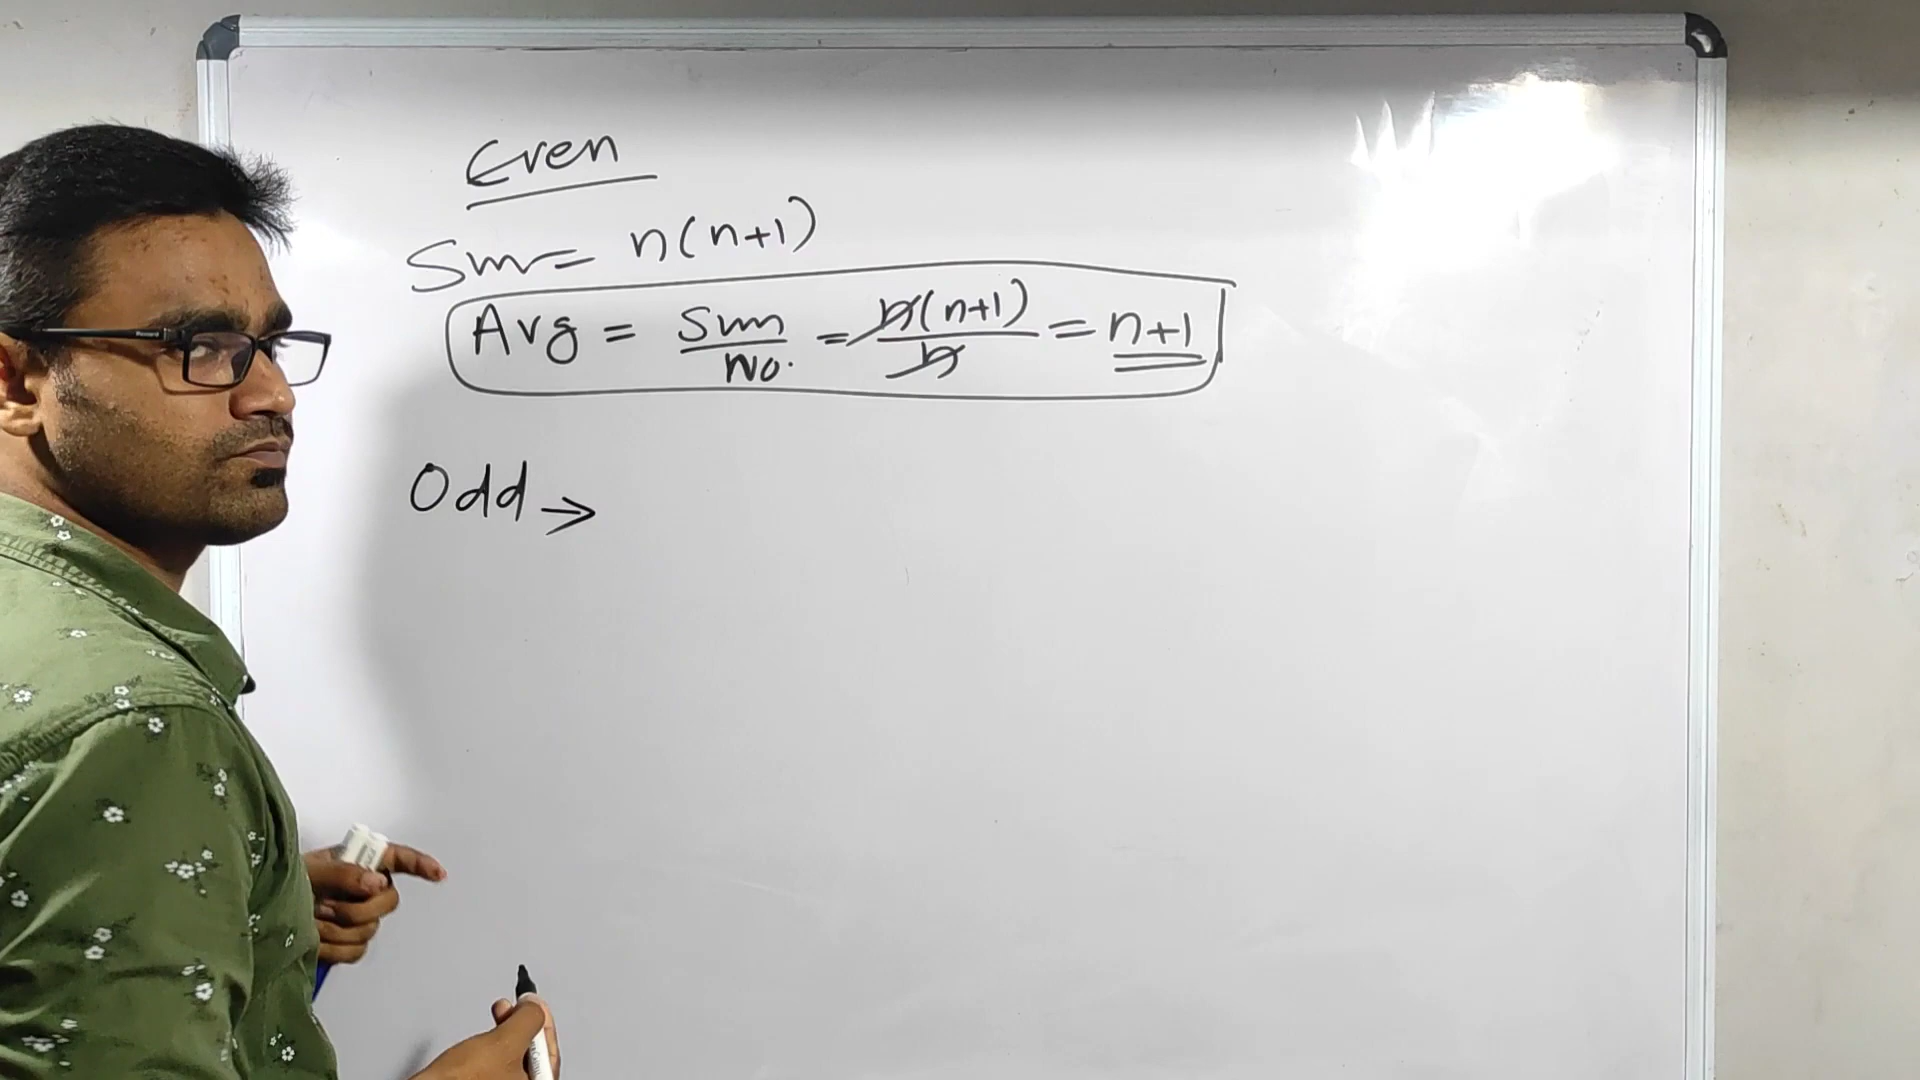 Even
Sum = n(n+1)
Avg = Sum/No. = n(n+1)/n = n+1
Odd →